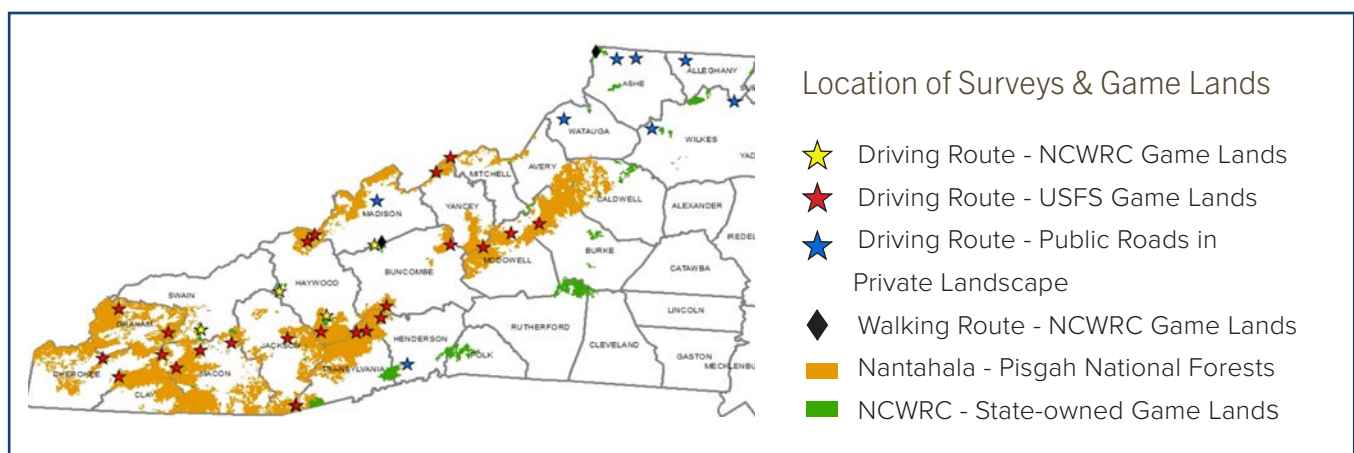 Location of Surveys & Game Lands
Driving Route - NCWRC Game Lands
Driving Route - USFS Game Lands
Driving Route - Public Roads in
Private Landscape
Walking Route - NCWRC Game Lands
Nantahala - Pisgah National Forests
NCWRC - State-owned Game Lands
ALLEGHANY
ASHE
WATAUGA
WILKES
AVERY
MITCHELL
CALDWELL
ALEXANDER
YANCEY
MADISON
BURKE
CATAWBA
MCDOWELL
BUNCOMBE
HAYWOOD
SWAIN
LINCOLN
GRAHAM
RUTHERFORD
CLEVELAND
HENDERSON
JACKSON
POLK
GASTON
TRANSYLVANIA
MACON
CHEROKEE
CLAY